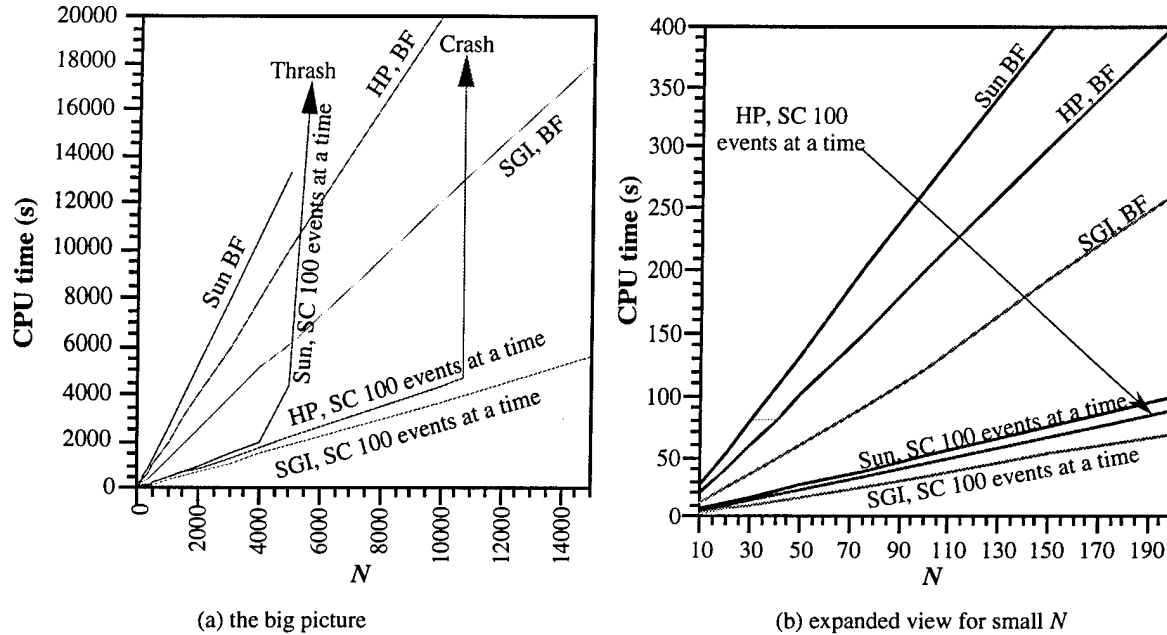 20000
18000
16000
14000
12000
10000
8000
6000
4000
2000
0
CPU time (s)
Thrash
Crash
HP, BF
Sun BF
SGI, BF
Sun, SC 100 events at a time
HP, SC 100 events at a time
SGI, SC 100 events at a time
0
2000
4000
6000
8000
10000
12000
14000
N
(a) the big picture
400
350
300
250
200
150
100
50
0
CPU time (s)
Sun BF
HP, BF
HP, SC 100
events at a time
SGI, BF
Sun, SC 100 events at a time
SGI, SC 100 events at a time
10
30
50
70
90
110
130
150
170
190
N
(b) expanded view for small N